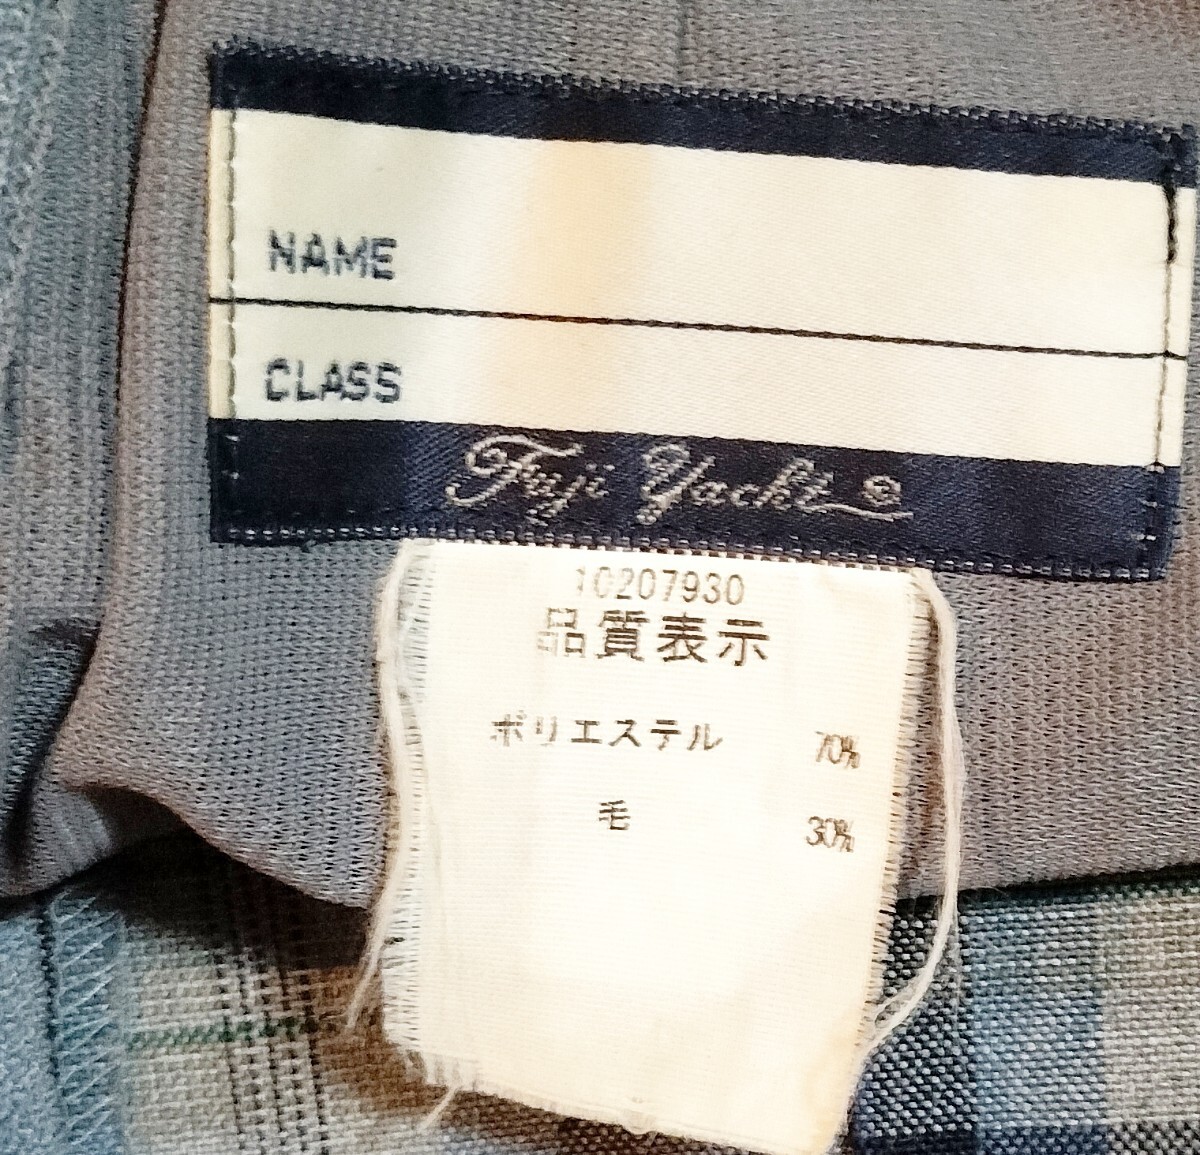 NAME
CLASS
Fuji Yacht ®
10207930
品質表示
ポリエステル 70%
毛 30%